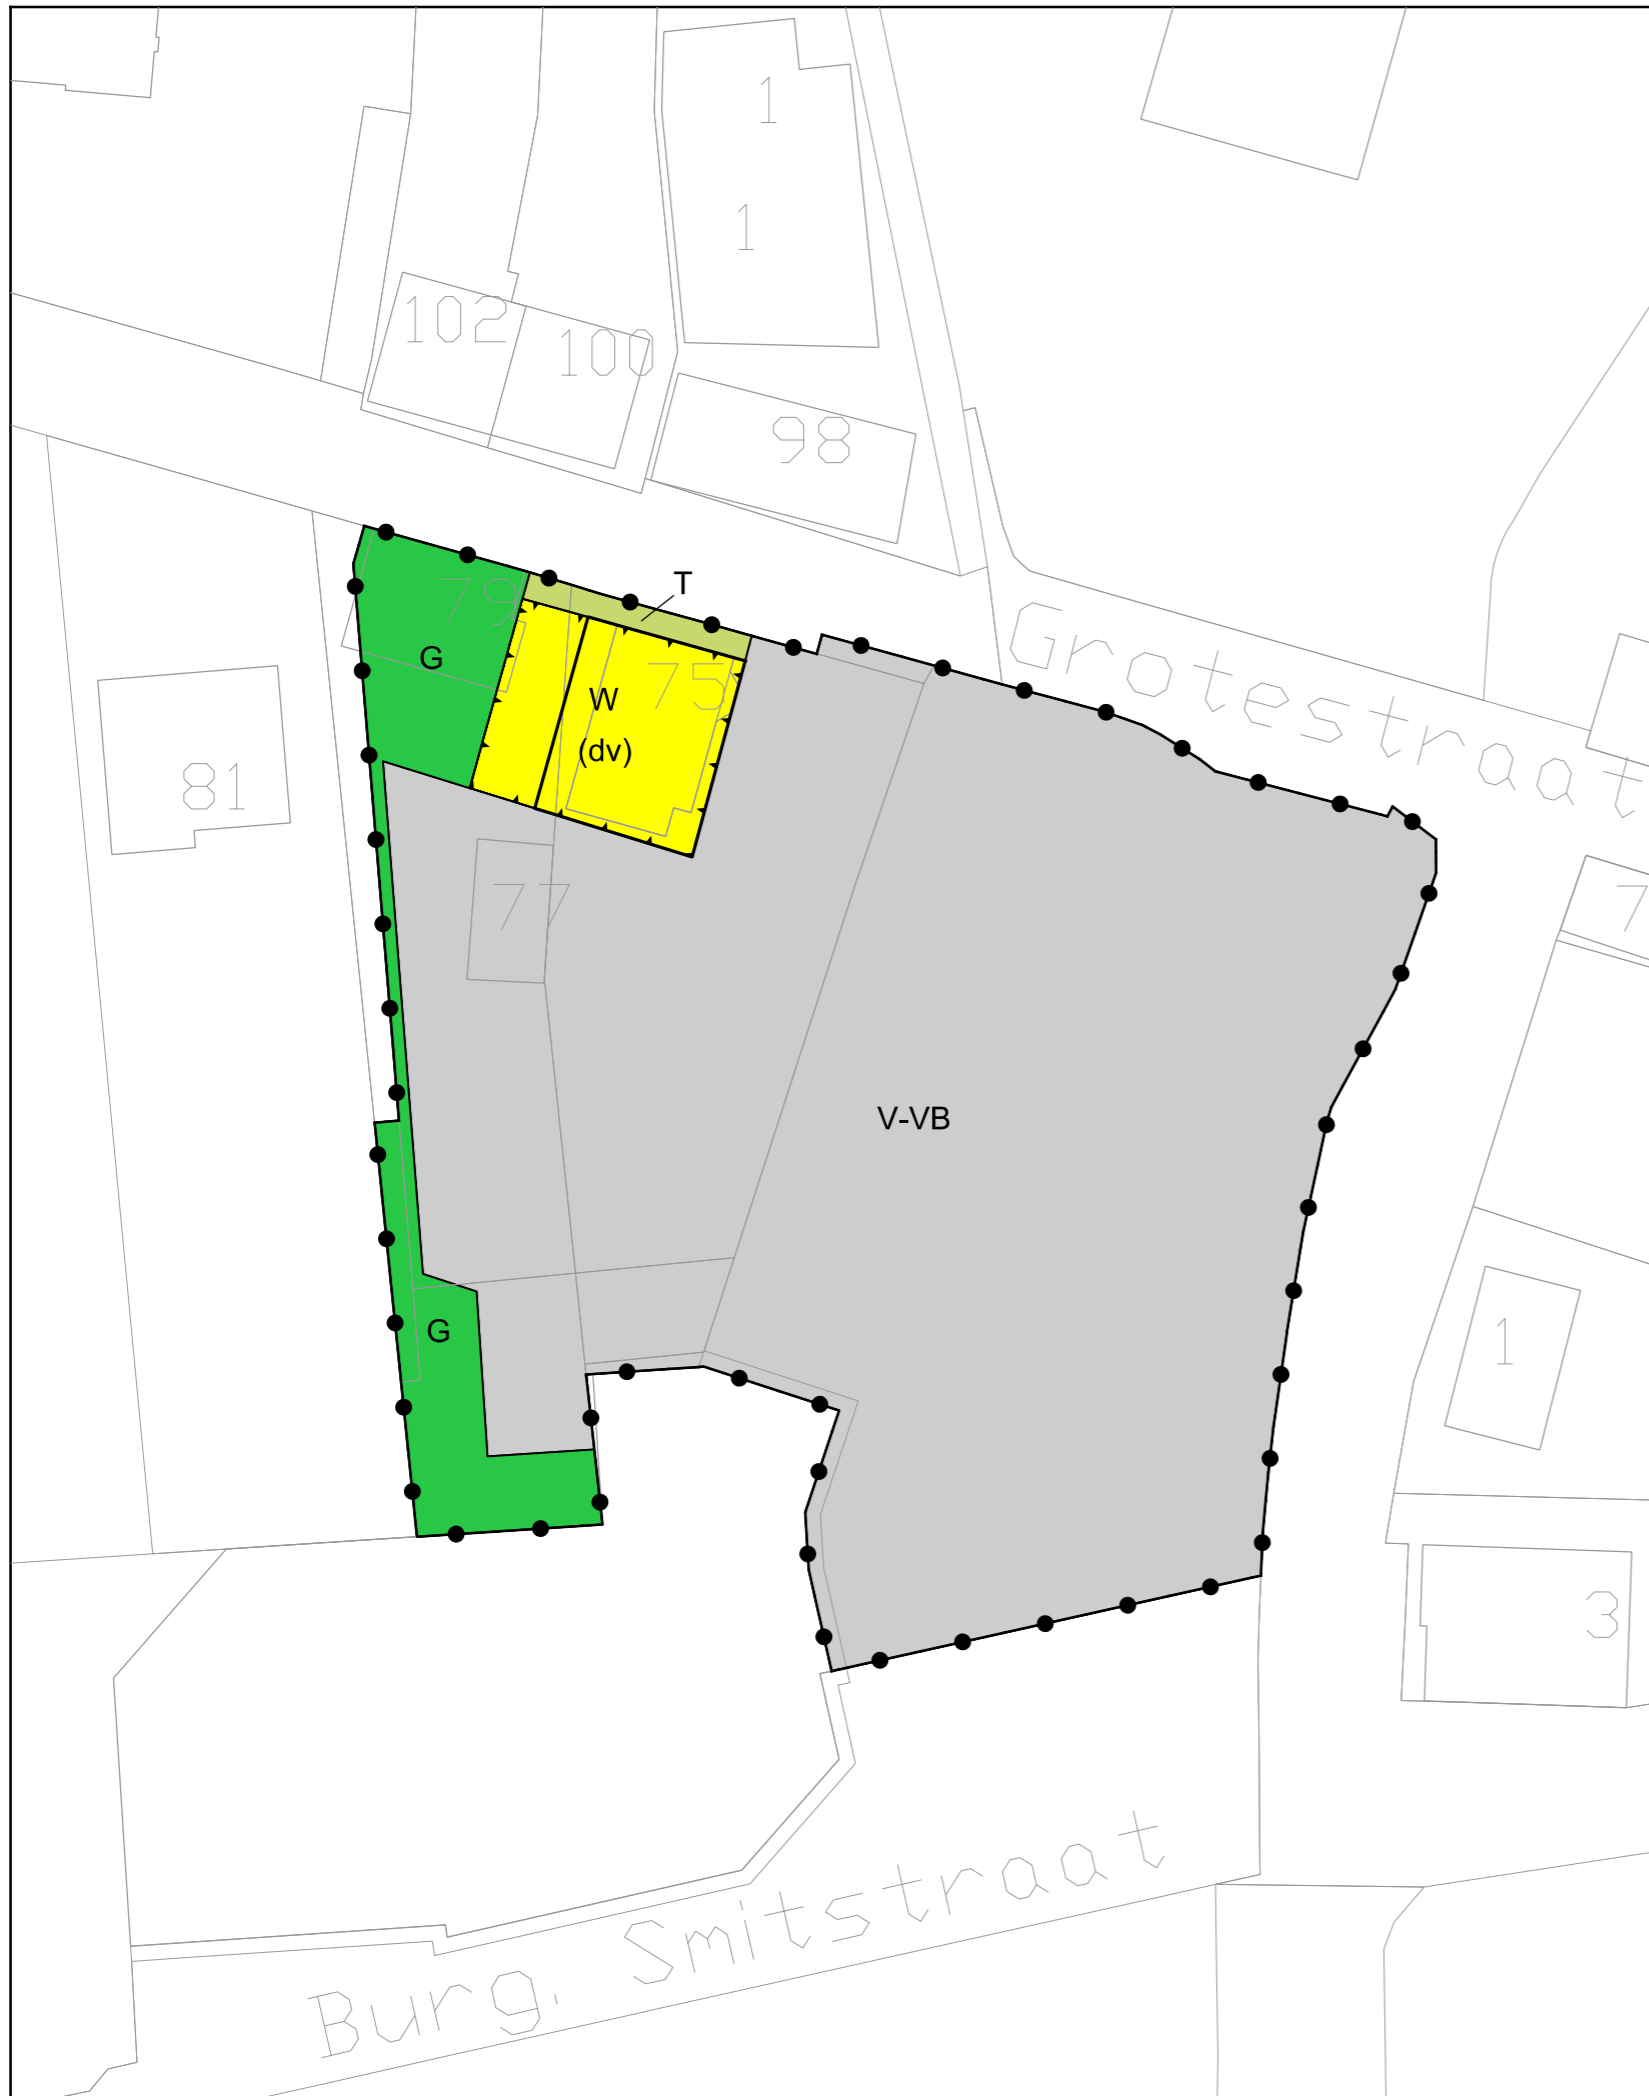 1
1
102
100
98
T
79
G
W
75
(dv)
Grotestraat
81
77
7
V-VB
G
1
3
Burg. Smitstraat